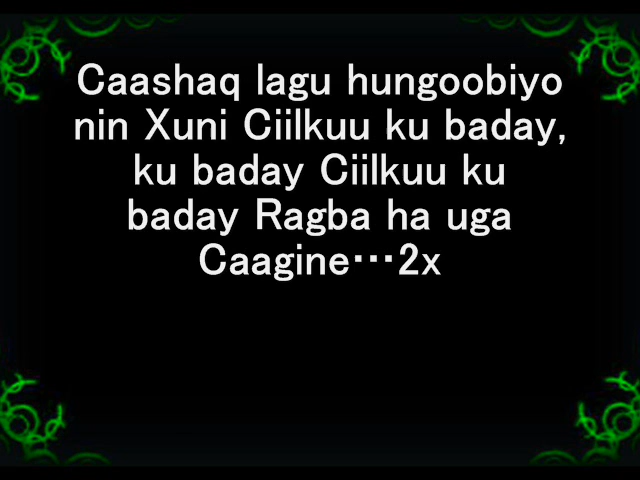 Caashaq lagu hungoobiyo
nin Xuni Ciilkuu ku baday,
ku baday Ciilkuu ku
baday Ragba ha uga
Caagine…2x